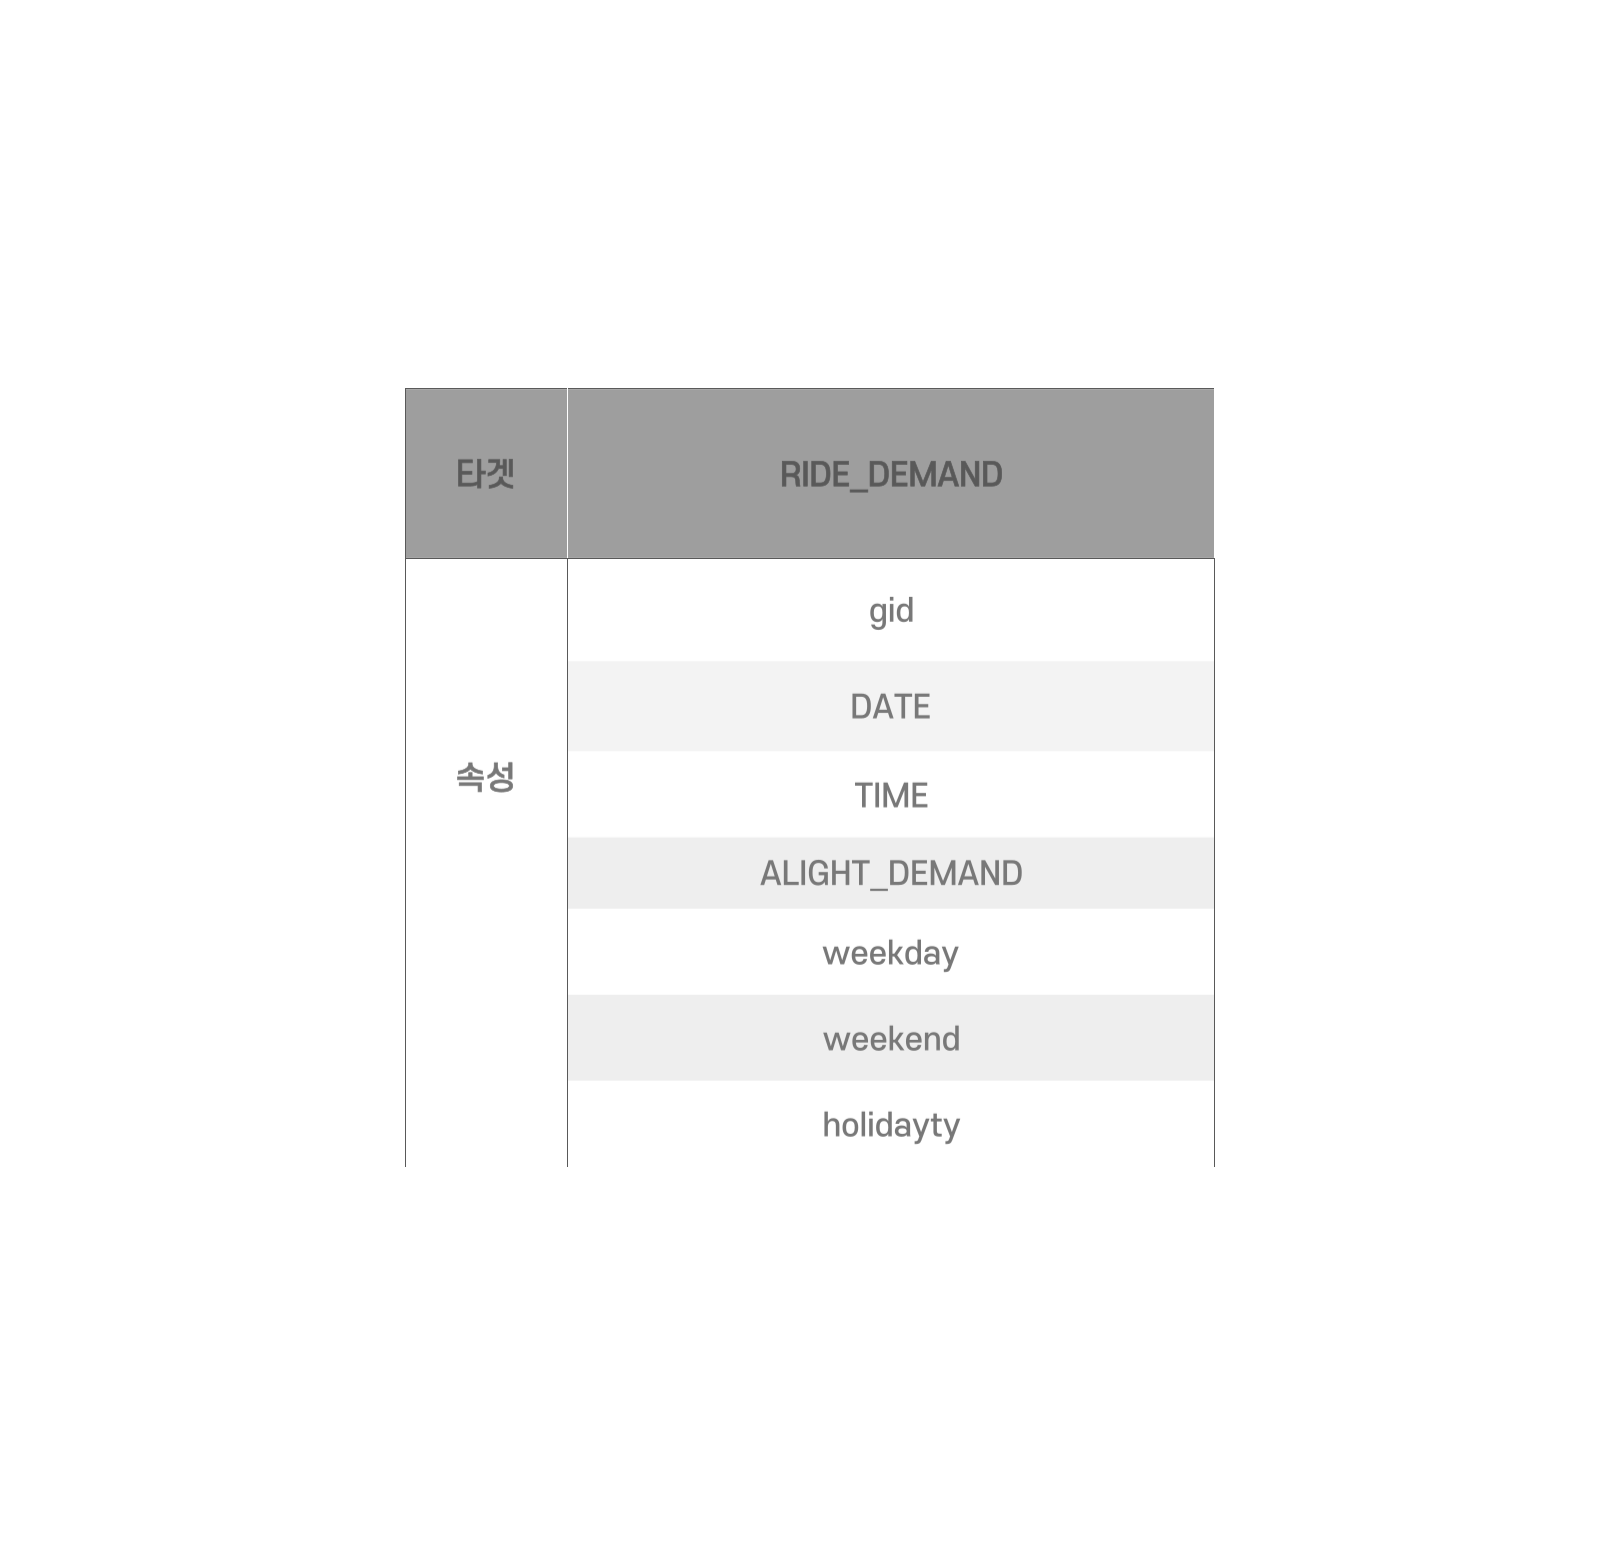 타겟 RIDE_DEMAND
gid
DATE
TIME
속성
ALIGHT_DEMAND
weekday
weekend
holidayty